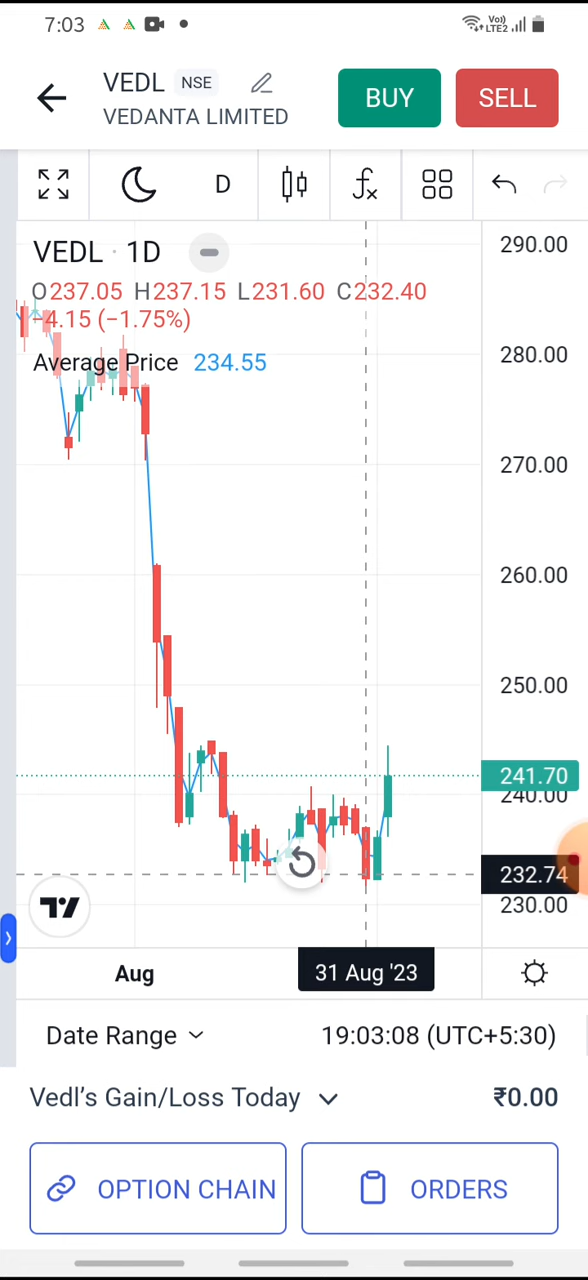 7:03 Vo)) LTE2
VEDL NSE
VEDANTA LIMITED
BUY SELL
D fx
VEDL · 1D
O237.05 H237.15 L231.60 C232.40
−4.15 (−1.75%)
Average Price 234.55
290.00
280.00
270.00
260.00
250.00
241.70
240.00
232.74
230.00
Aug 31 Aug '23
Date Range 19:03:08 (UTC+5:30)
Vedl's Gain/Loss Today ₹0.00
OPTION CHAIN ORDERS